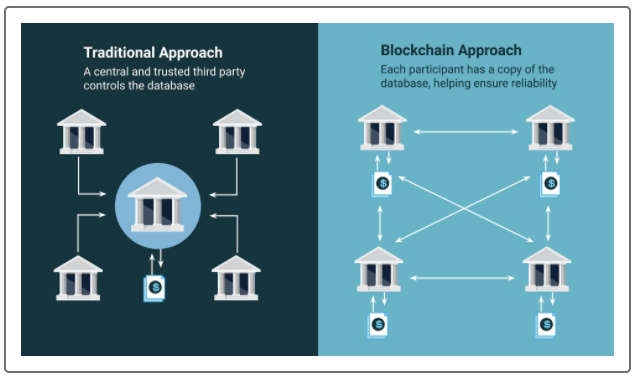 Traditional Approach
A central and trusted third party
controls the database
Blockchain Approach
Each participant has a copy of the
database, helping ensure reliability
$
$
$
$
$